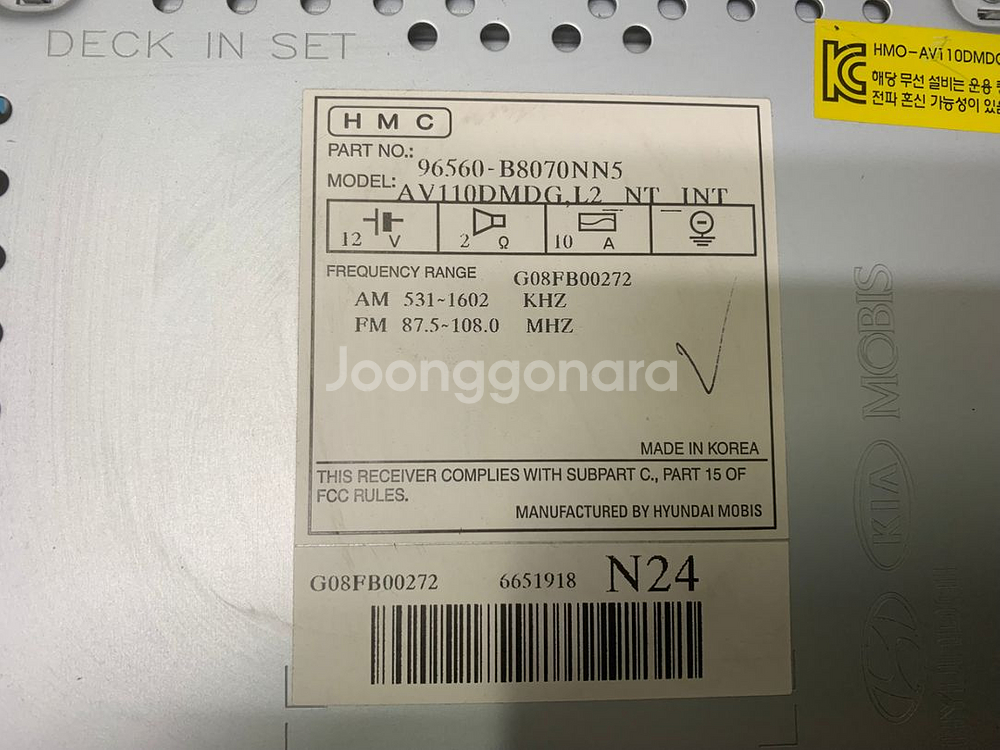 DECK IN SET
HMO-AV110DMDG
해당 무선 설비는 운용
전파 혼신 가능성이 있
HMC
PART NO.: 96560-B8070NN5
MODEL: AV110DMDG,L2 NT INT
12 V 2 Ω 10 A
FREQUENCY RANGE G08FB00272
AM 531~1602 KHZ
FM 87.5~108.0 MHZ
Joonggonara
MADE IN KOREA
THIS RECEIVER COMPLIES WITH SUBPART C., PART 15 OF
FCC RULES.
MANUFACTURED BY HYUNDAI MOBIS
G08FB00272 6651918 N24
MOBIS
KIA
HYUNDAI